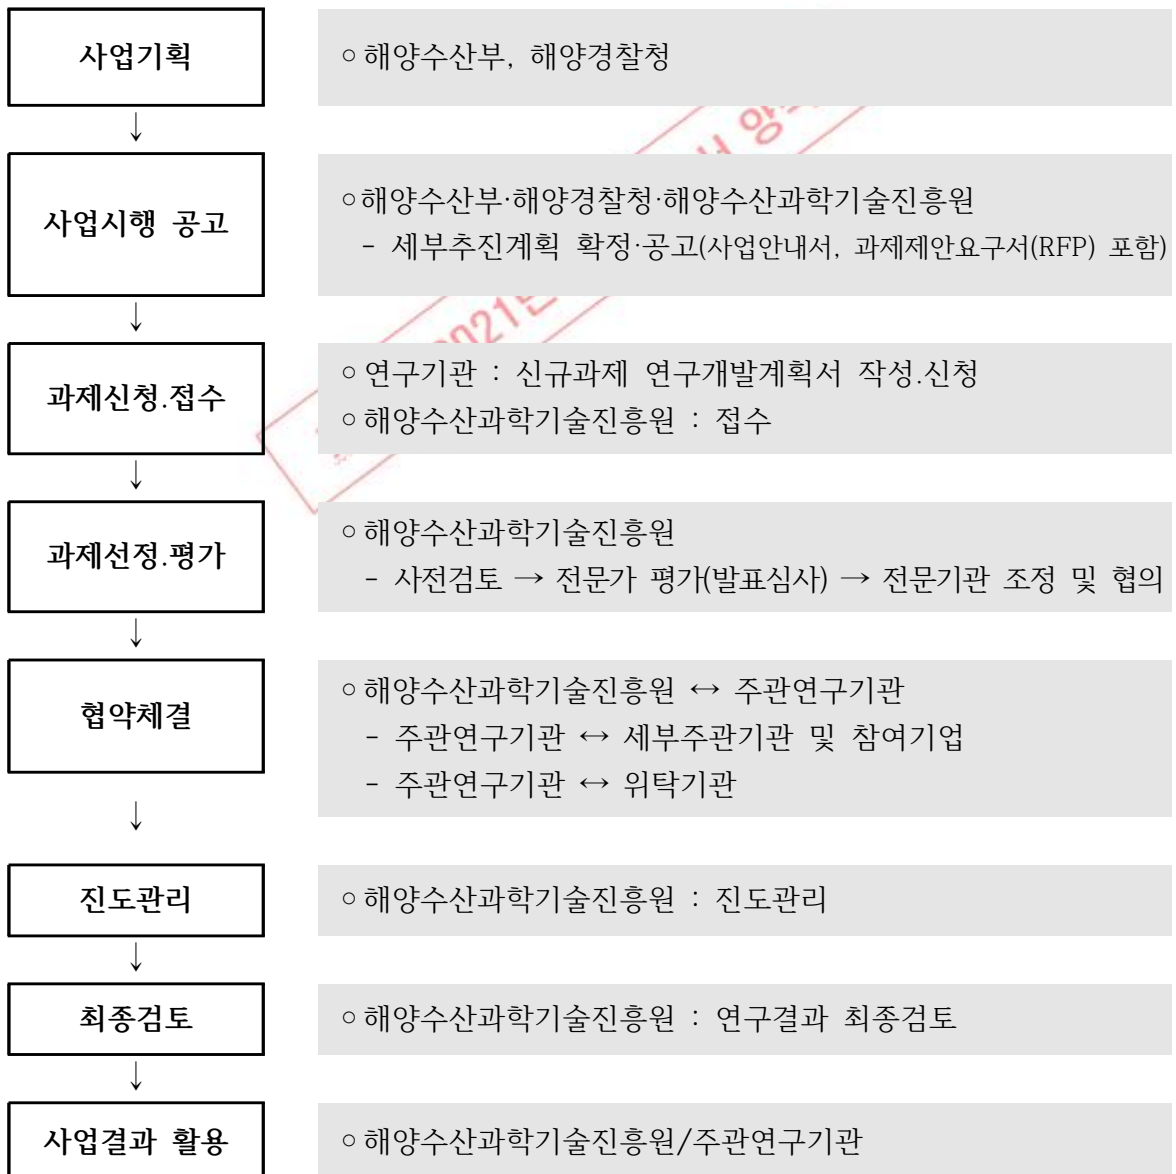 사업기획
○ 해양수산부, 해양경찰청
↓
사업시행 공고
○해양수산부·해양경찰청·해양수산과학기술진흥원
- 세부추진계획 확정·공고(사업안내서, 과제제안요구서(RFP) 포함)
↓
과제신청.접수
○ 연구기관 : 신규과제 연구개발계획서 작성.신청
○ 해양수산과학기술진흥원 : 접수
↓
과제선정.평가
○ 해양수산과학기술진흥원
- 사전검토 → 전문가 평가(발표심사) → 전문기관 조정 및 협의
↓
협약체결
○ 해양수산과학기술진흥원 ↔ 주관연구기관
- 주관연구기관 ↔ 세부주관기관 및 참여기업
- 주관연구기관 ↔ 위탁기관
↓
진도관리
○ 해양수산과학기술진흥원 : 진도관리
↓
최종검토
○ 해양수산과학기술진흥원 : 연구결과 최종검토
↓
사업결과 활용
○ 해양수산과학기술진흥원/주관연구기관